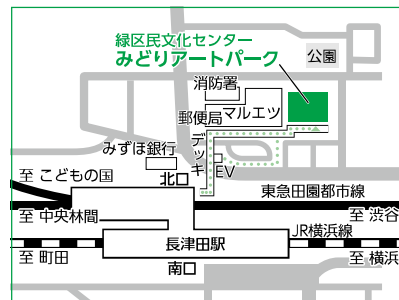 緑区民文化センター
みどりアートパーク
公園
消防署
郵便局
マルエツ
デッキ
みずほ銀行
北口
EV
至 こどもの国
東急田園都市線
至 中央林間
至 渋谷
JR横浜線
長津田駅
至 町田
至 横浜
南口